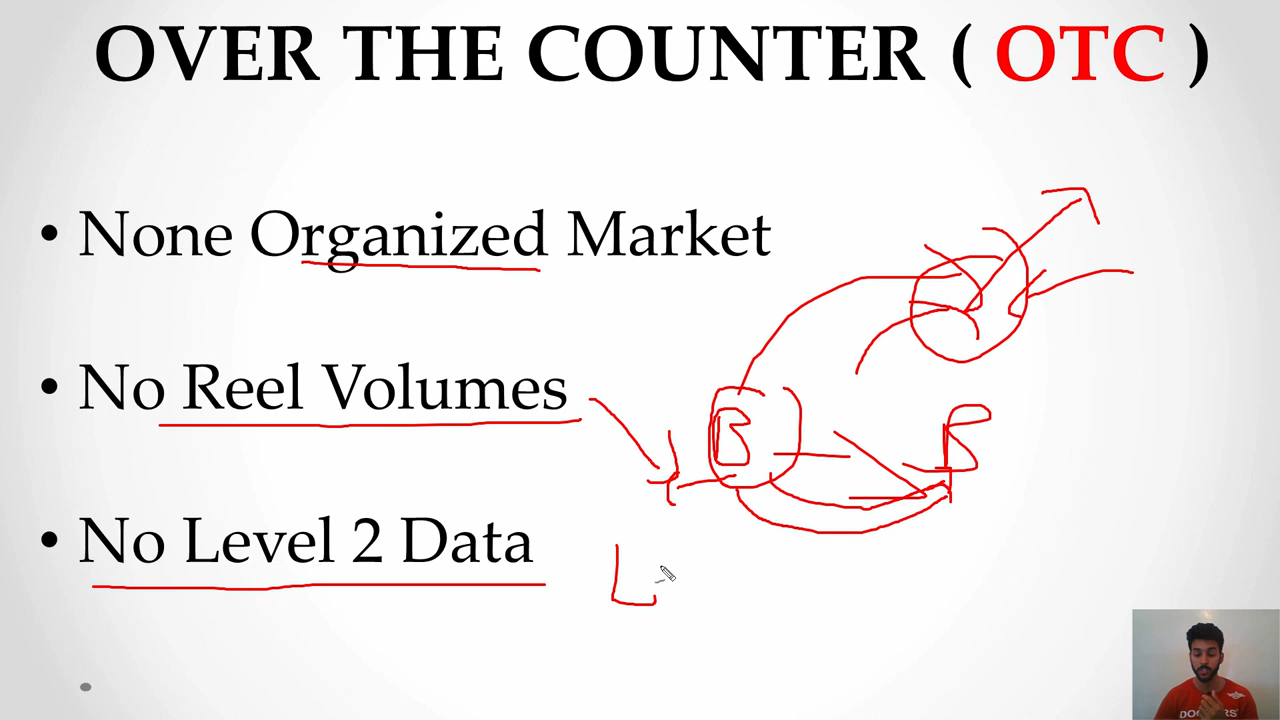 OVER THE COUNTER ( OTC )
• None Organized Market
• No Reel Volumes
B
B
• No Level 2 Data
L